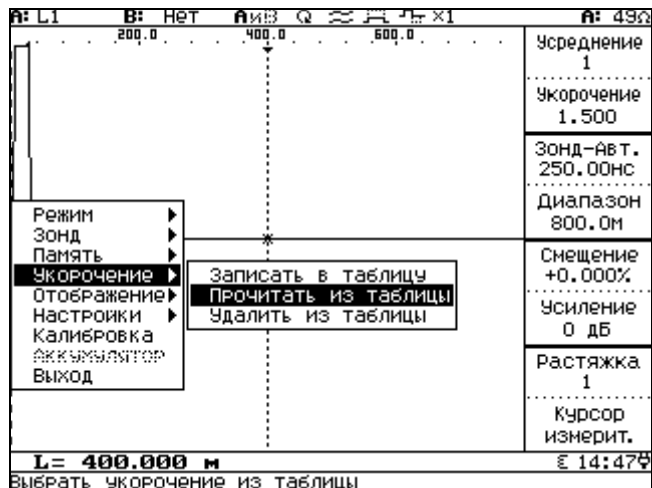 A: L1 B: Нет АиВ Q ×1 A: 49Ω
200.0 400.0 600.0
Усреднение
1
Укорочение
1.500
Зонд-Авт.
250.00нс
Диапазон
800.0м
Смещение
+0.000%
Усиление
0 дБ
Растяжка
1
Курсор
измерит.
Режим
Зонд
Память
Укорочение
Отображение
Настройки
Калибровка
Аккумулятор
Выход
Записать в таблицу
Прочитать из таблицы
Удалить из таблицы
L= 400.000 м
14:47
Выбрать укорочение из таблицы